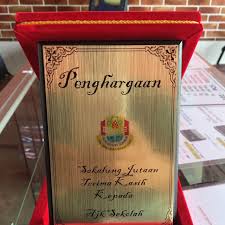 Penghargaan
Sekalung Jutaan
Terima Kasih
Kepada
Ajk Sekolah